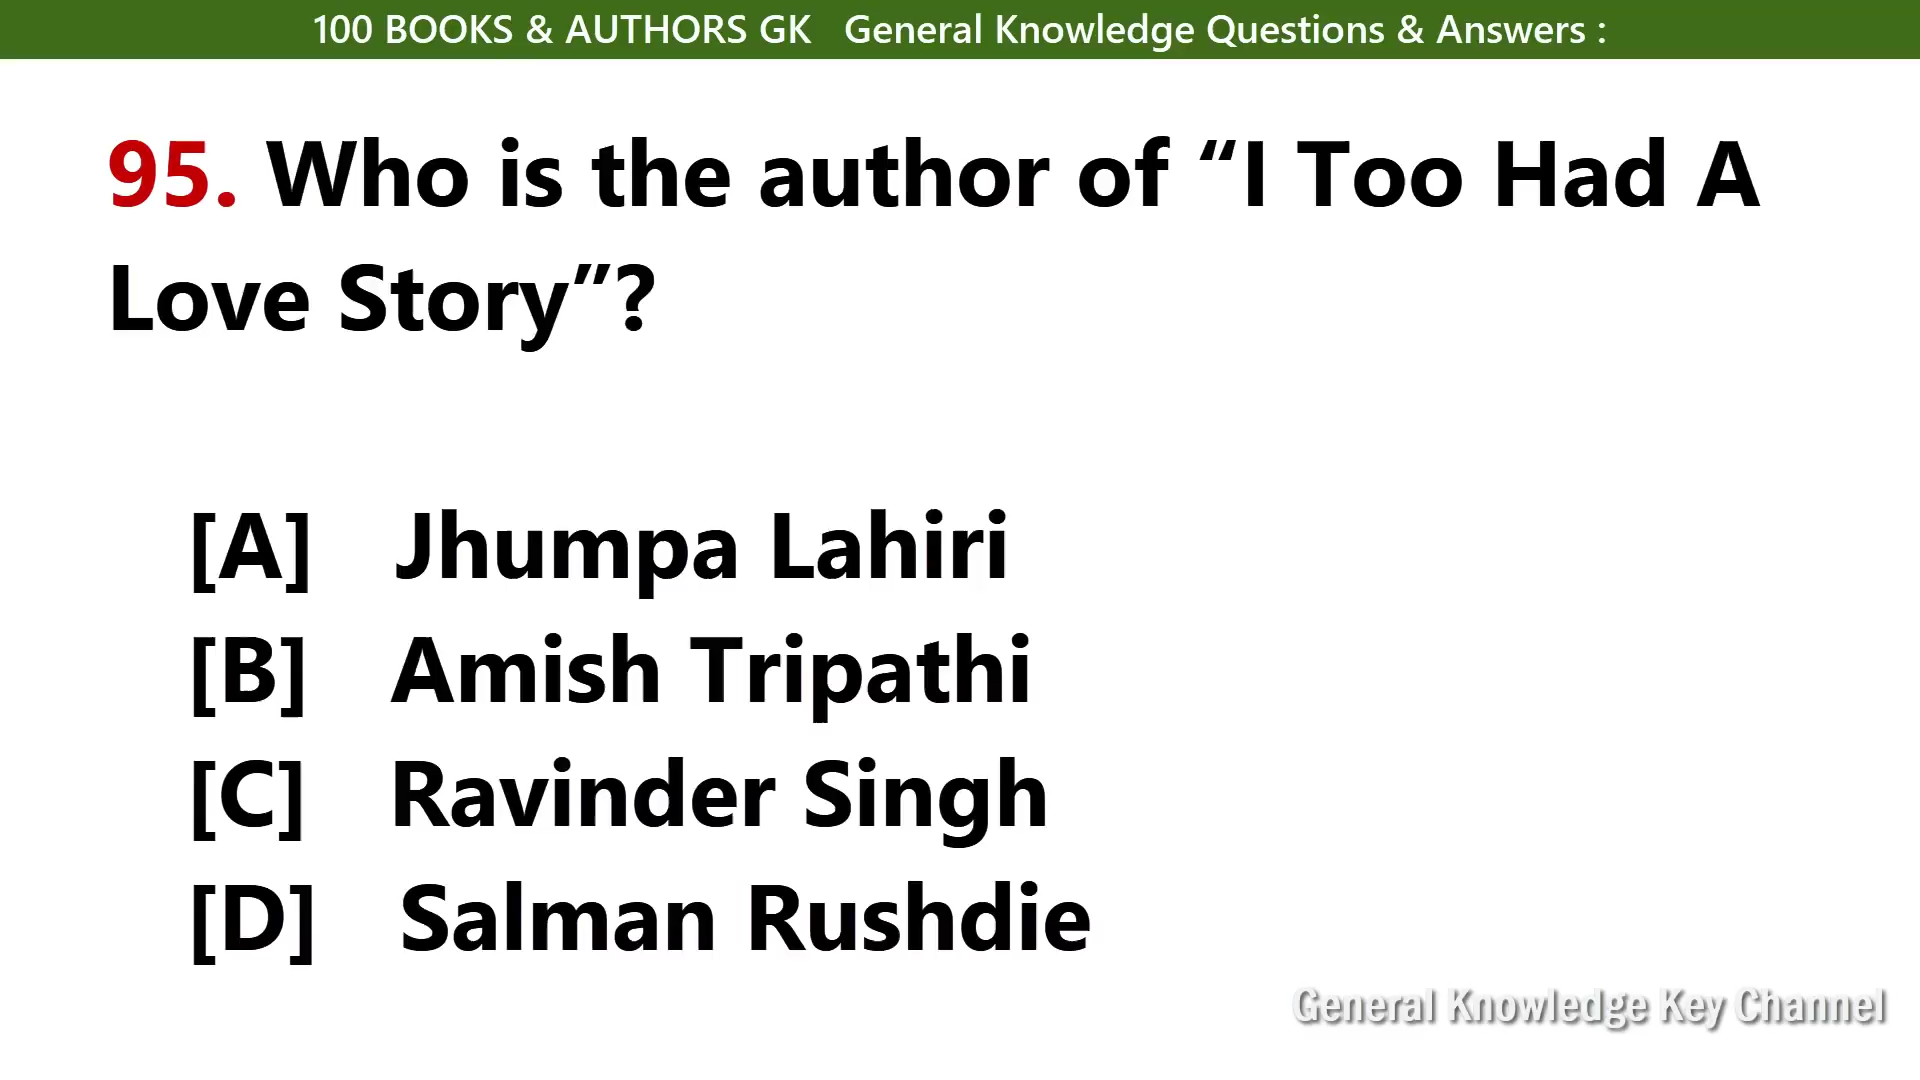 100 BOOKS & AUTHORS GK General Knowledge Questions & Answers :
95. Who is the author of “I Too Had A
Love Story”?
[A] Jhumpa Lahiri
[B] Amish Tripathi
[C] Ravinder Singh
[D] Salman Rushdie
General Knowledge Key Channel